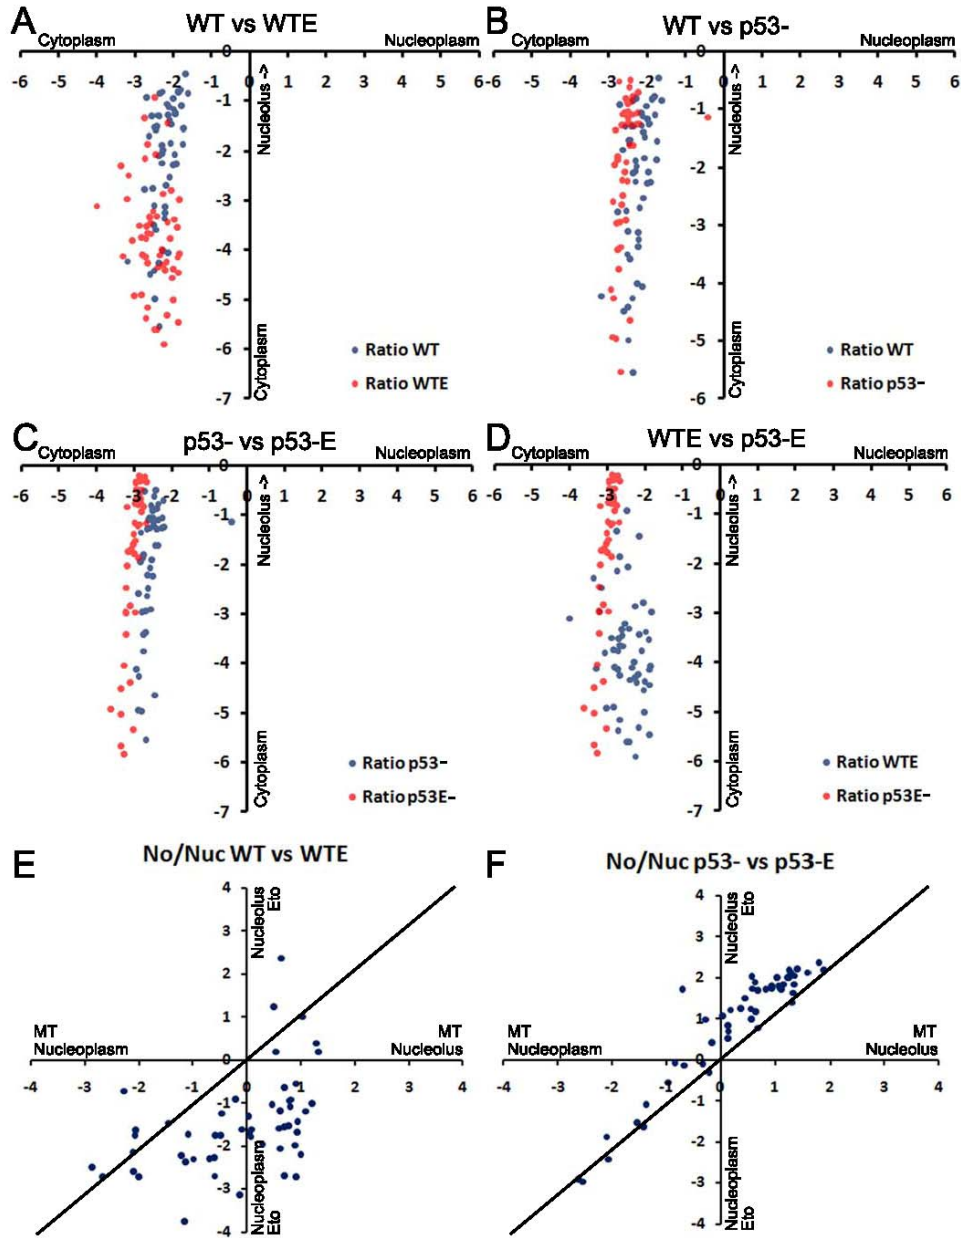 A
WT vs WTE
Cytoplasm
Nucleoplasm
0
-6 -5 -4 -3 -2 -1 0 1 2 3 4 5 6
Nucleolus ->
-1
-2
-3
-4
-5
-6
-7
Cytoplasm
Ratio WT
Ratio WTE
B
WT vs p53-
Cytoplasm
Nucleoplasm
0
-6 -5 -4 -3 -2 -1 0 1 2 3 4 5 6
Nucleolus ->
-1
-2
-3
-4
-5
-6
Cytoplasm
Ratio WT
Ratio p53-
C
p53- vs p53-E
Cytoplasm
Nucleoplasm
0
-6 -5 -4 -3 -2 -1 0 1 2 3 4 5 6
Nucleolus ->
-1
-2
-3
-4
-5
-6
-7
Cytoplasm
Ratio p53-
Ratio p53E-
D
WTE vs p53-E
Cytoplasm
Nucleoplasm
0
-6 -5 -4 -3 -2 -1 0 1 2 3 4 5 6
Nucleolus ->
-1
-2
-3
-4
-5
-6
-7
Cytoplasm
Ratio WTE
Ratio p53E-
E
No/Nuc WT vs WTE
4
3
2
1
0
-1
-2
-3
-4
Nucleolus
Eto
MT
Nucleoplasm
MT
Nucleolus
-4 -3 -2 -1 0 1 2 3 4
Nucleoplasm
Eto
F
No/Nuc p53- vs p53-E
4
3
2
1
0
-1
-2
-3
-4
Nucleolus
Eto
MT
Nucleoplasm
MT
Nucleolus
-4 -3 -2 -1 0 1 2 3 4
Nucleoplasm
Eto